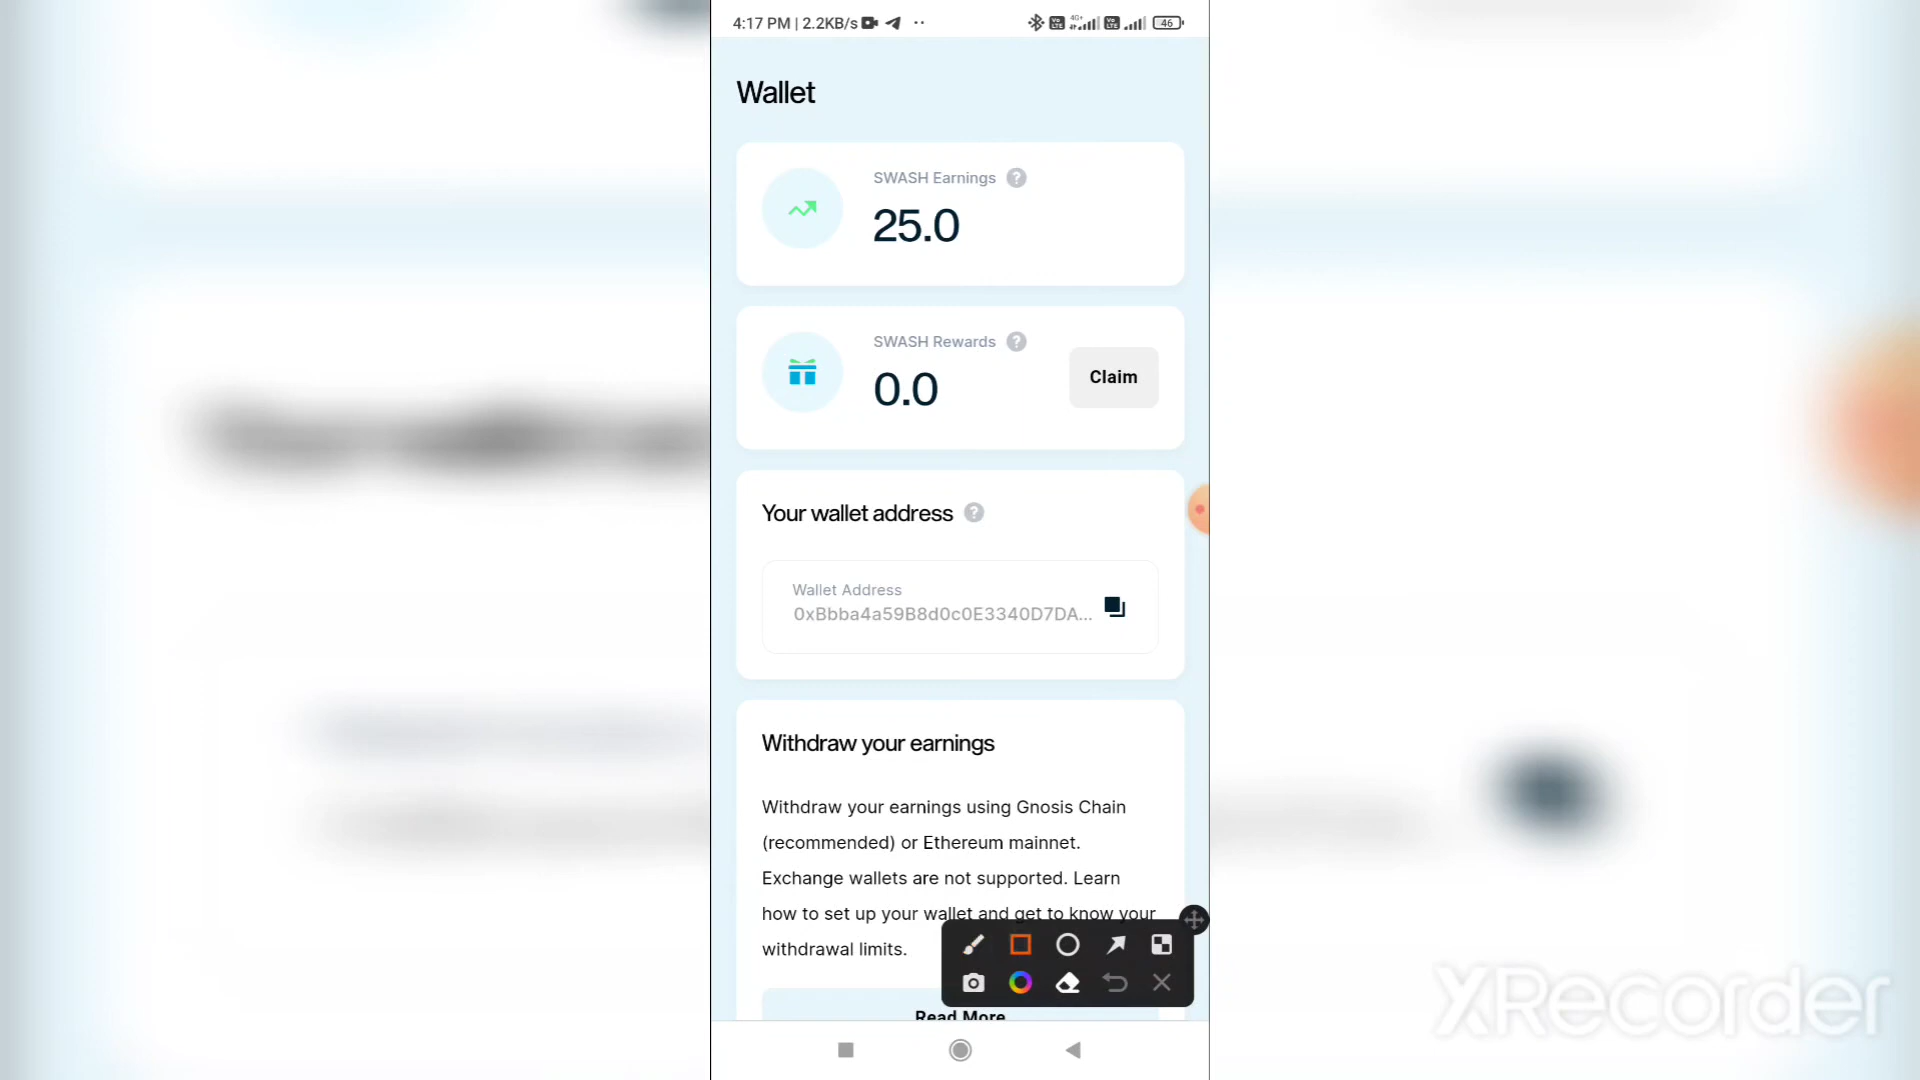 4:17 PM | 2.2KB/s
46
Wallet
SWASH Earnings ?
25.0
SWASH Rewards ?
0.0
Claim
Your wallet address ?
Wallet Address
0xBbba4a59B8d0c0E3340D7DA...
Withdraw your earnings
Withdraw your earnings using Gnosis Chain
(recommended) or Ethereum mainnet.
Exchange wallets are not supported. Learn
how to set up your wallet and get to know your
withdrawal limits.
Read More
XRecorder